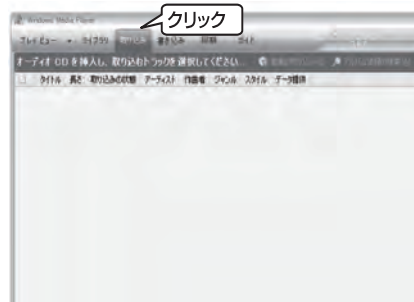 クリック
Windows Media Player
プレイ ビュー ライブラリ 取り込み 書き込み 同期 ガイド
オーディオ CD を挿入し、取り込むトラックを選択してください。
タイトル 長さ 取り込みの状態 アーティスト 作曲者 ジャンル スタイル データ提供